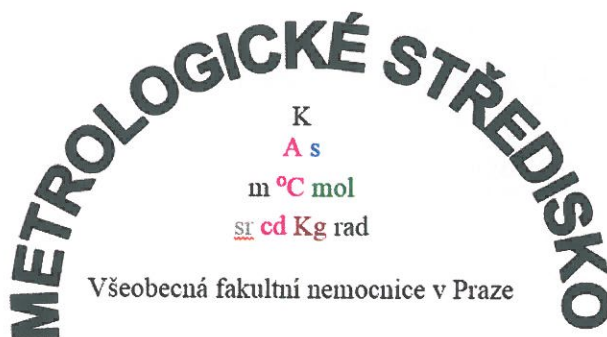 METROLOGICKÉ STŘEDISKO
K
A s
m °C mol
sr cd Kg rad
Všeobecná fakultní nemocnice v Praze